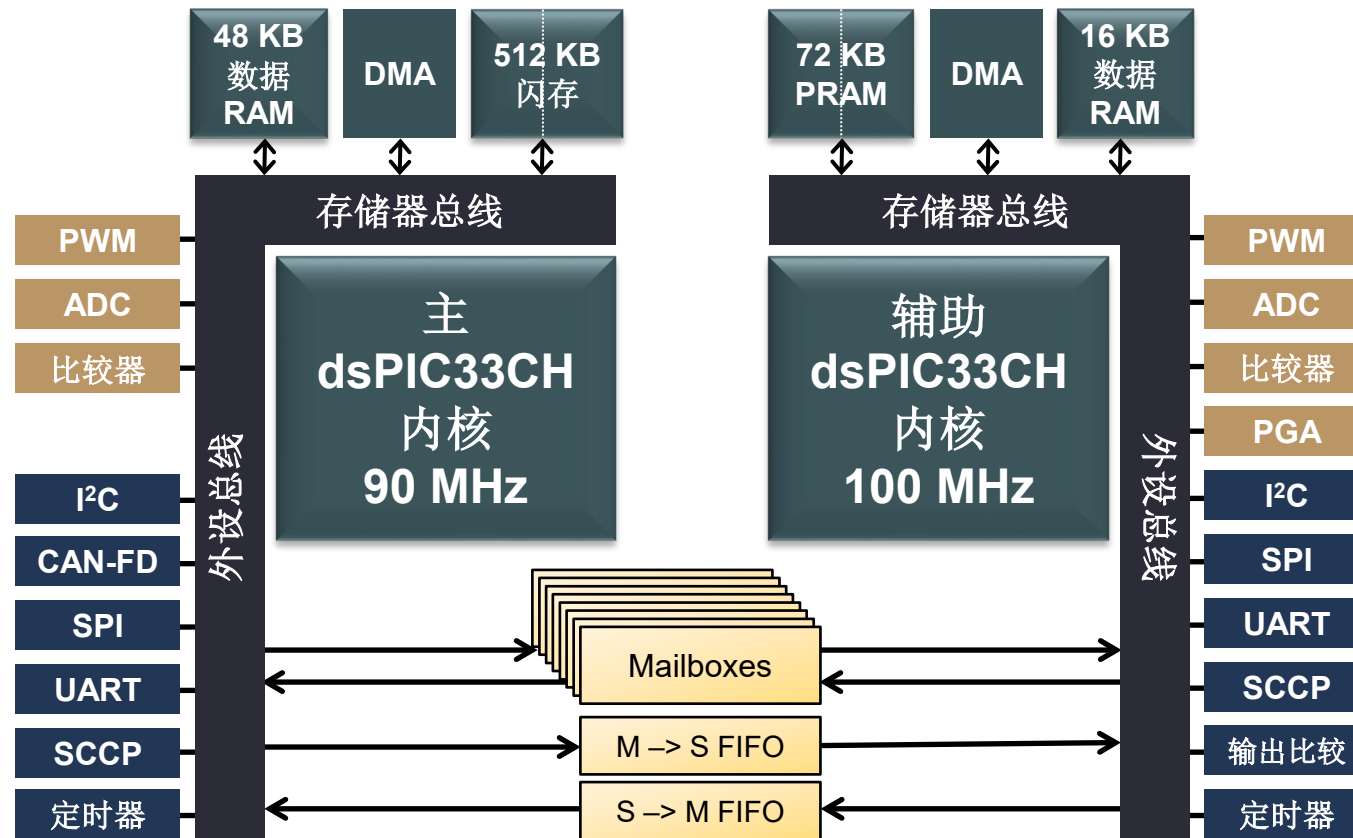 48 KB
数据
RAM
DMA
512 KB
闪存
72 KB
PRAM
DMA
16 KB
数据
RAM
存储器总线
存储器总线
PWM
ADC
比较器
I²C
CAN-FD
SPI
UART
SCCP
定时器
外设总线
主
dsPIC33CH
内核
90 MHz
辅助
dsPIC33CH
内核
100 MHz
外设总线
PWM
ADC
比较器
PGA
I²C
SPI
UART
SCCP
输出比较
定时器
Mailboxes
M –> S FIFO
S –> M FIFO